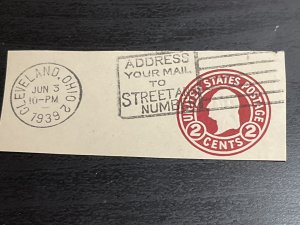 CLEVELAND, OHIO 2
JUN 3
10-PM
1939
ADDRESS
YOUR MAIL
TO
STREET AND
NUMBER
UNITED STATES POSTAGE
2 CENTS 2